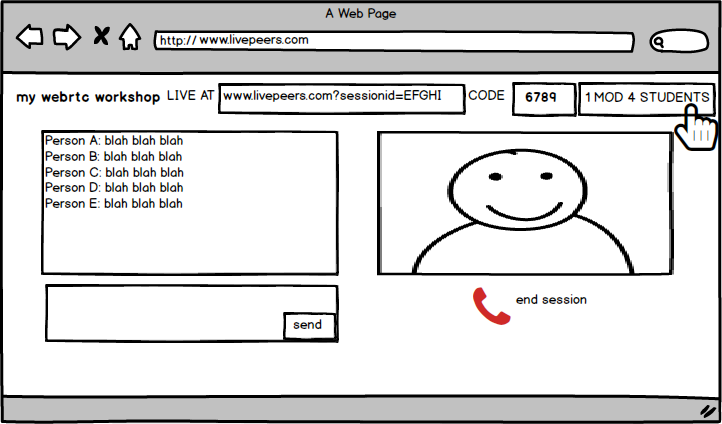 A Web Page
http:// www.livepeers.com
my webrtc workshop LIVE AT www.livepeers.com?sessionid=EFGHI CODE 6789 1 MOD 4 STUDENTS
Person A: blah blah blah
Person B: blah blah blah
Person C: blah blah blah
Person D: blah blah blah
Person E: blah blah blah
end session
send